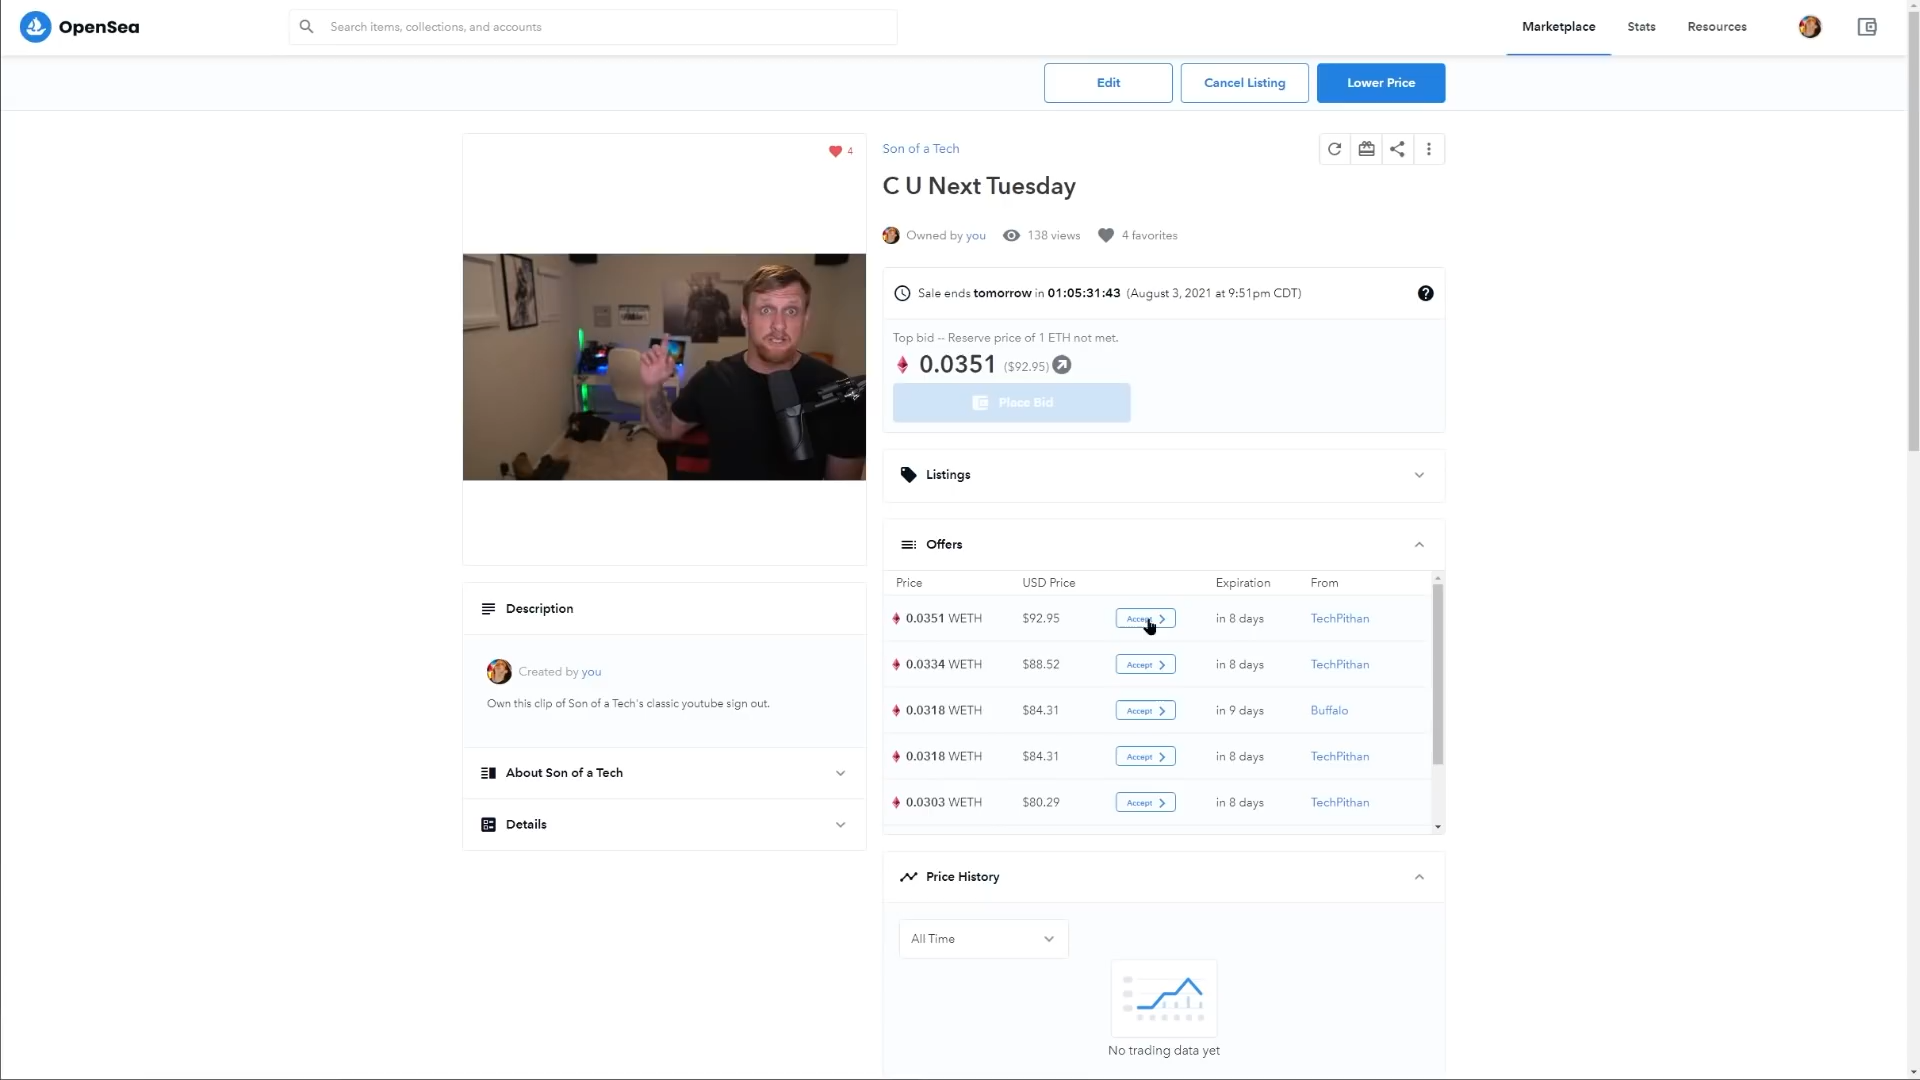 OpenSea
Search items, collections, and accounts
Marketplace
Stats
Resources
Edit
Cancel Listing
Lower Price
4
Son of a Tech
C U Next Tuesday
Owned by you
138 views
4 favorites
Sale ends tomorrow in 01:05:31:43 (August 3, 2021 at 9:51pm CDT)
Top bid -- Reserve price of 1 ETH not met.
0.0351 ($92.95)
Place Bid
Listings
Offers
Price USD Price Expiration From
0.0351 WETH $92.95 Accept in 8 days TechPithan
0.0334 WETH $88.52 Accept in 8 days TechPithan
0.0318 WETH $84.31 Accept in 9 days Buffalo
0.0318 WETH $84.31 Accept in 8 days TechPithan
0.0303 WETH $80.29 Accept in 8 days TechPithan
Description
Created by you
Own this clip of Son of a Tech's classic youtube sign out.
About Son of a Tech
Details
Price History
All Time
No trading data yet